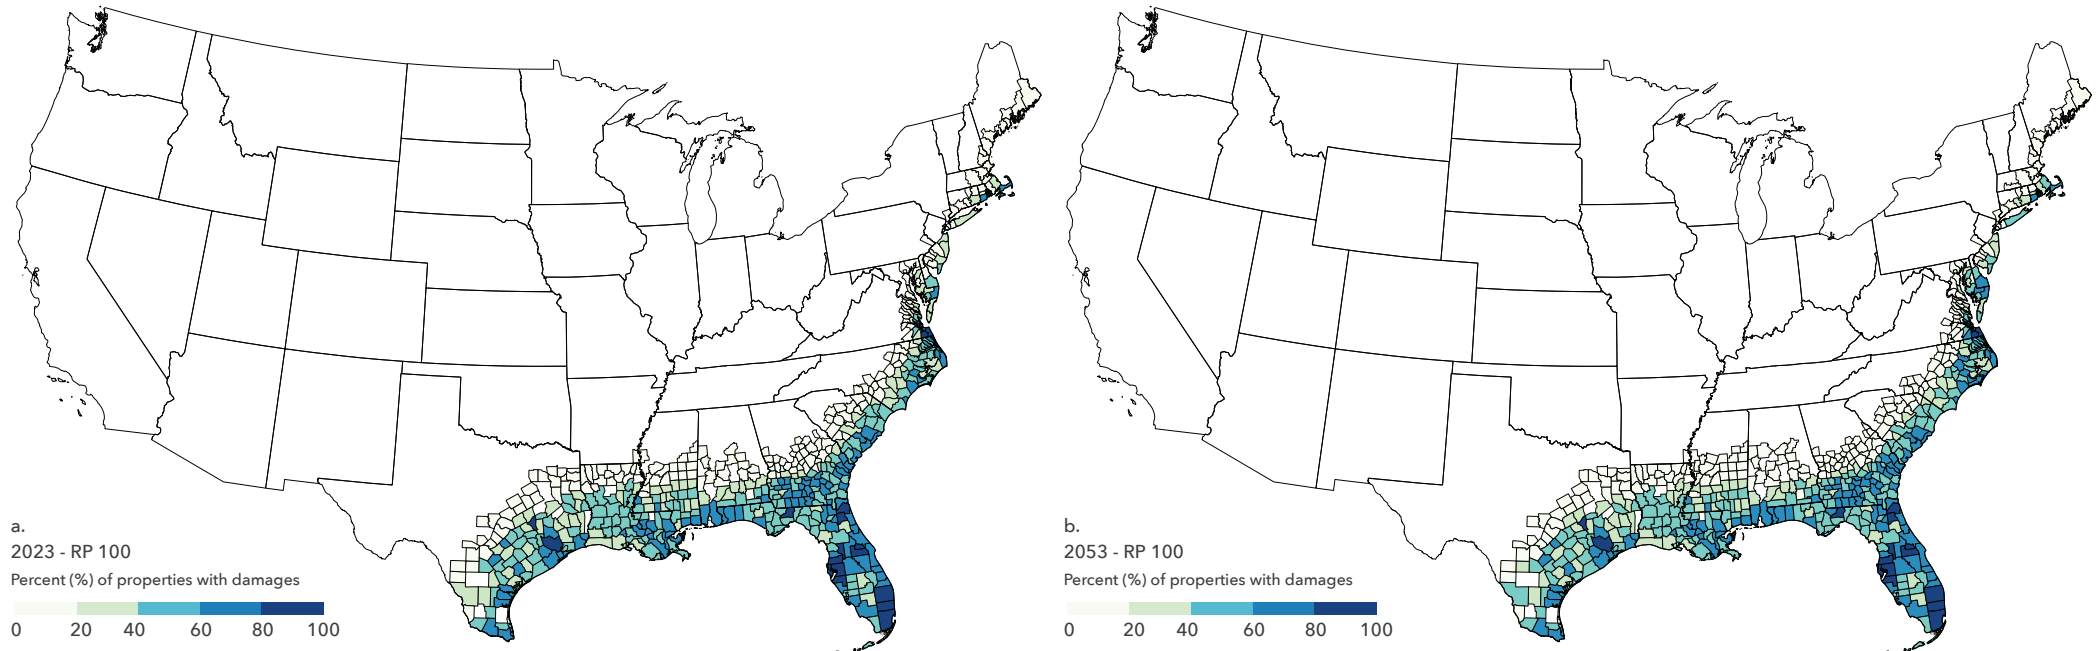 a.
2023 - RP 100
Percent (%) of properties with damages
0 20 40 60 80 100
b.
2053 - RP 100
Percent (%) of properties with damages
0 20 40 60 80 100